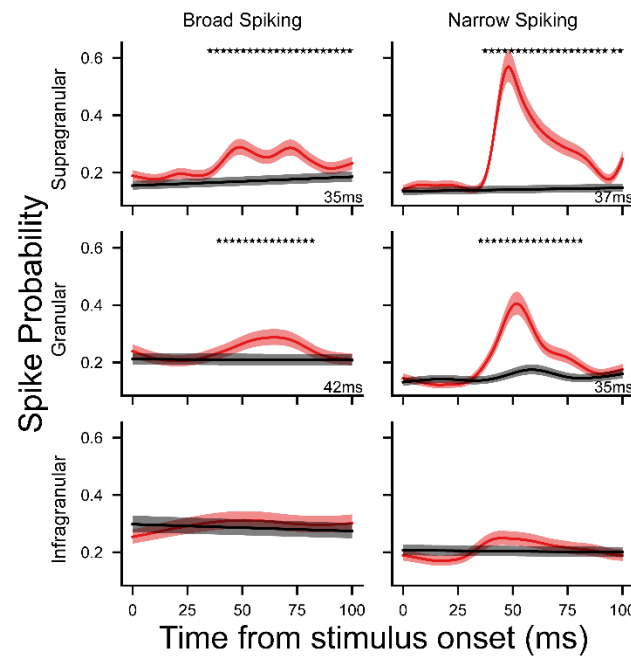 Broad Spiking Narrow Spiking
Supragranular
0.6
0.4
0.2
********************** ********************* **
35ms 37ms
Spike Probability
Granular
0.6
0.4
0.2
*************** ****************
42ms 35ms
Infragranular
0.6
0.4
0.2
0 25 50 75 100 0 25 50 75 100
Time from stimulus onset (ms)